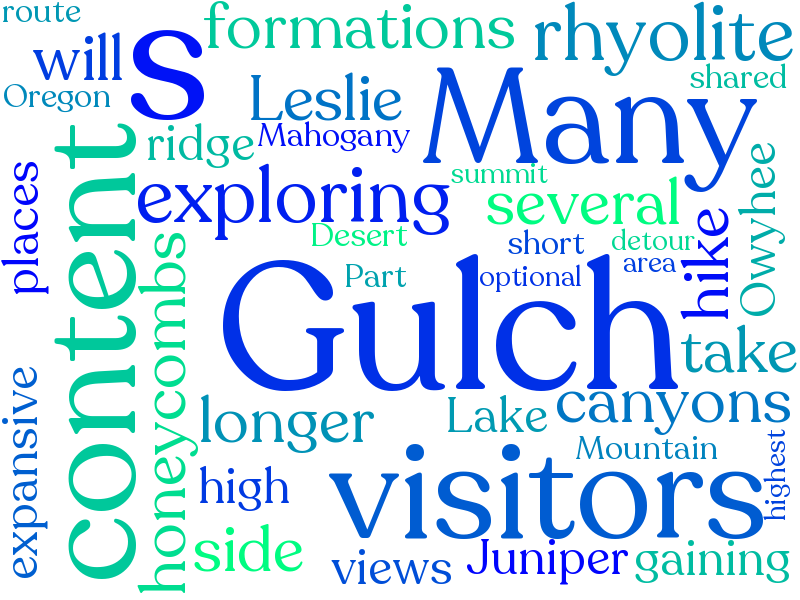 route
formations
rhyolite
will
s
Many
shared
Oregon
Leslie
content
ridge
Mahogany
places
exploring
summit
several
Owyhee
Desert
short
detour
hike
honeycombs
Part
optional
area
Gulch
take
expansive
longer
Lake
canyons
visitors
Mountain
highest
high
side
views
Juniper
gaining